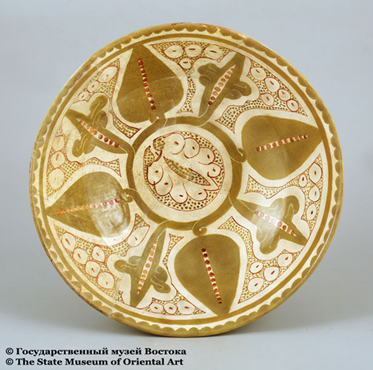 © Государственный музей Востока
© The State Museum of Oriental Art